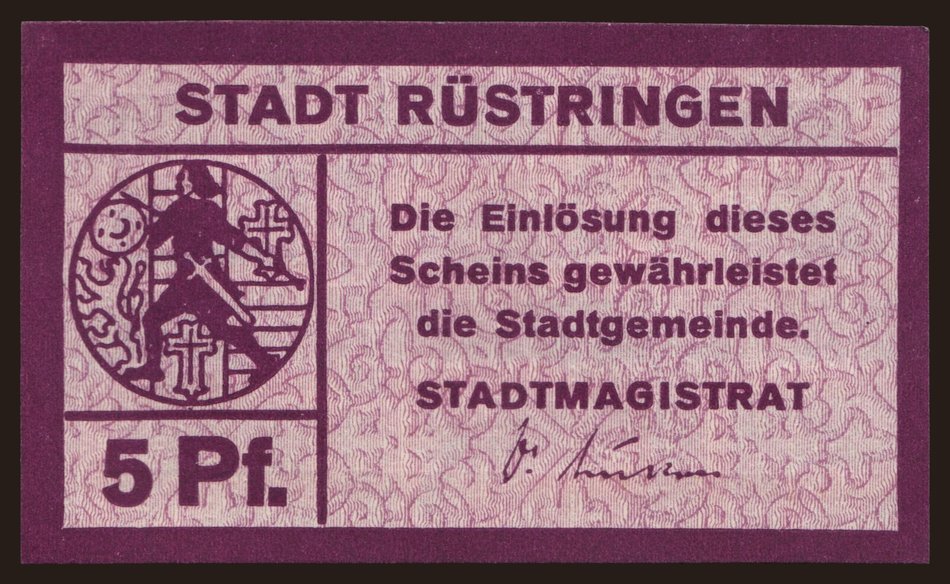 STADT RÜSTRINGEN
Die Einlösung dieses
Scheins gewährleistet
die Stadtgemeinde.
STADTMAGISTRAT
5 Pf.